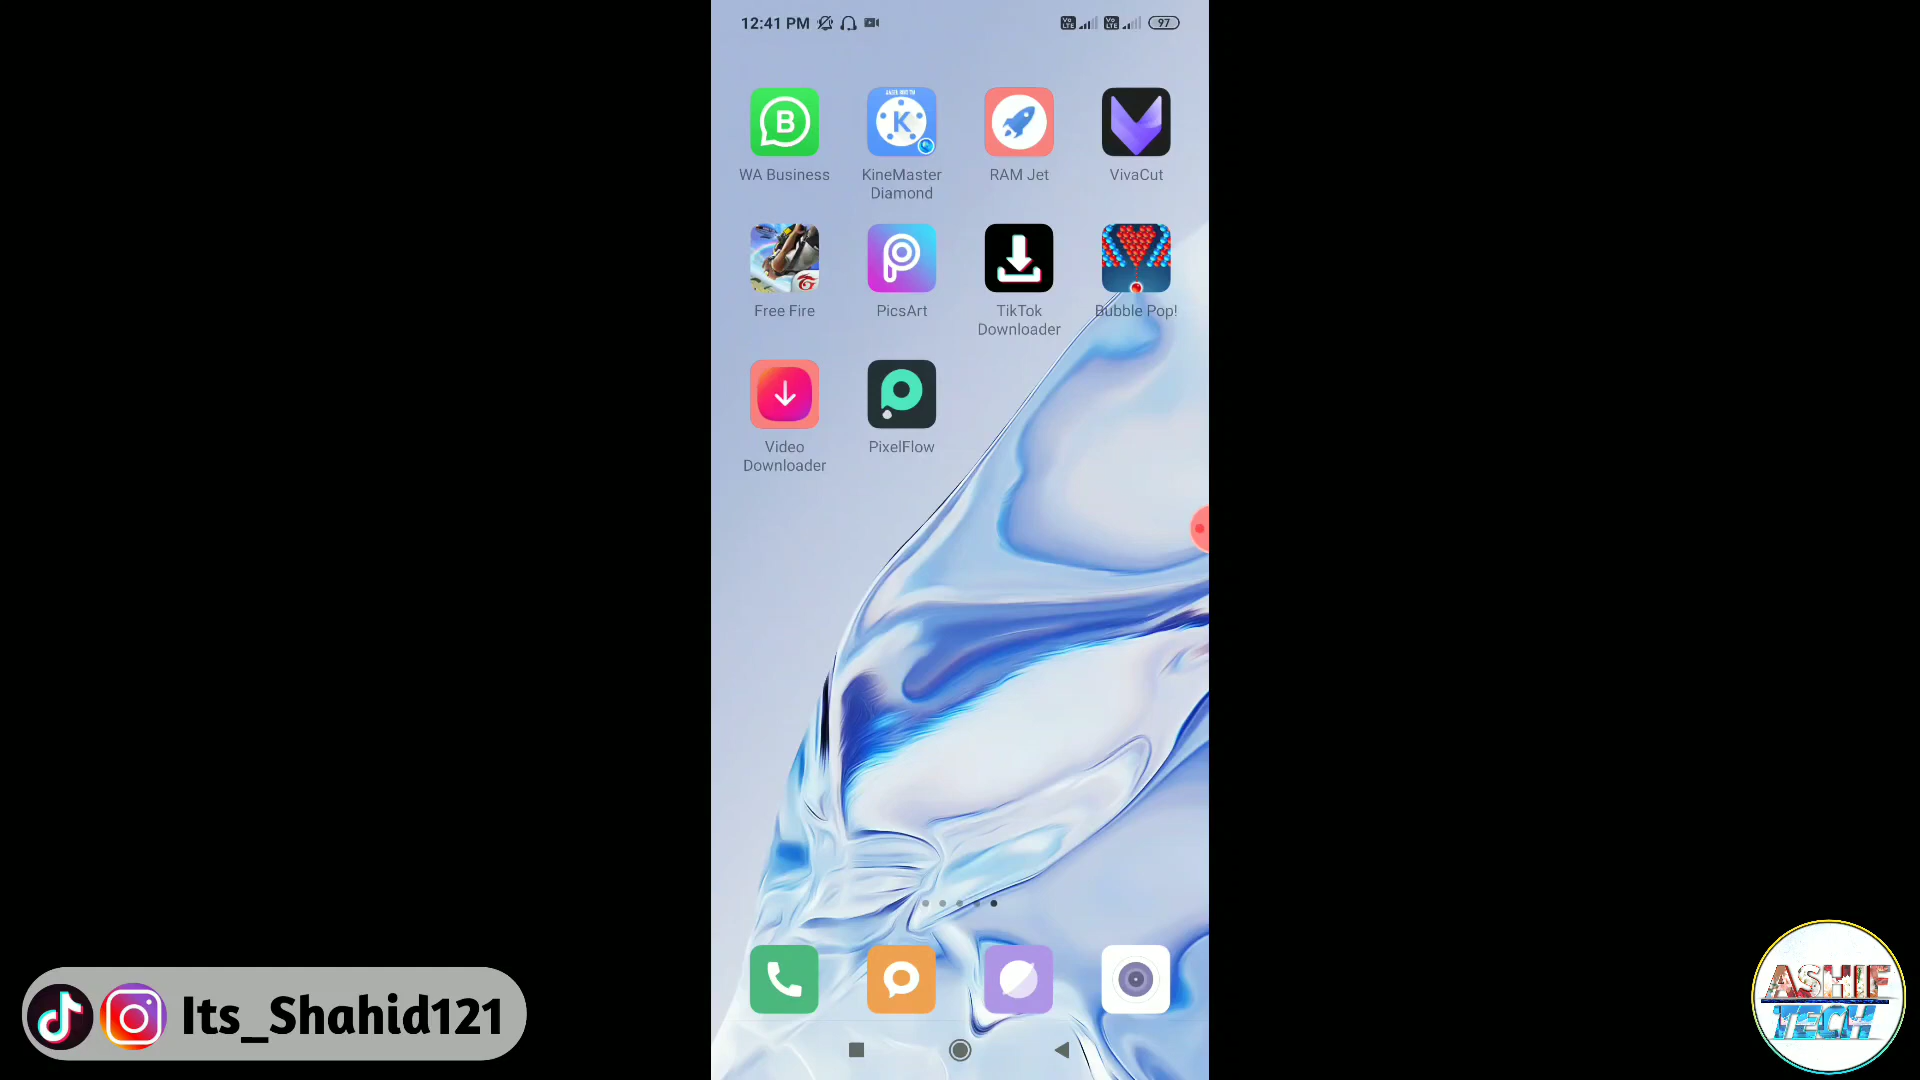 12:41 PM
97
WA Business
KineMaster
Diamond
RAM Jet
VivaCut
Free Fire
PicsArt
TikTok
Downloader
Bubble Pop!
Video
Downloader
PixelFlow
Its_Shahid121
ASHIF
TECH